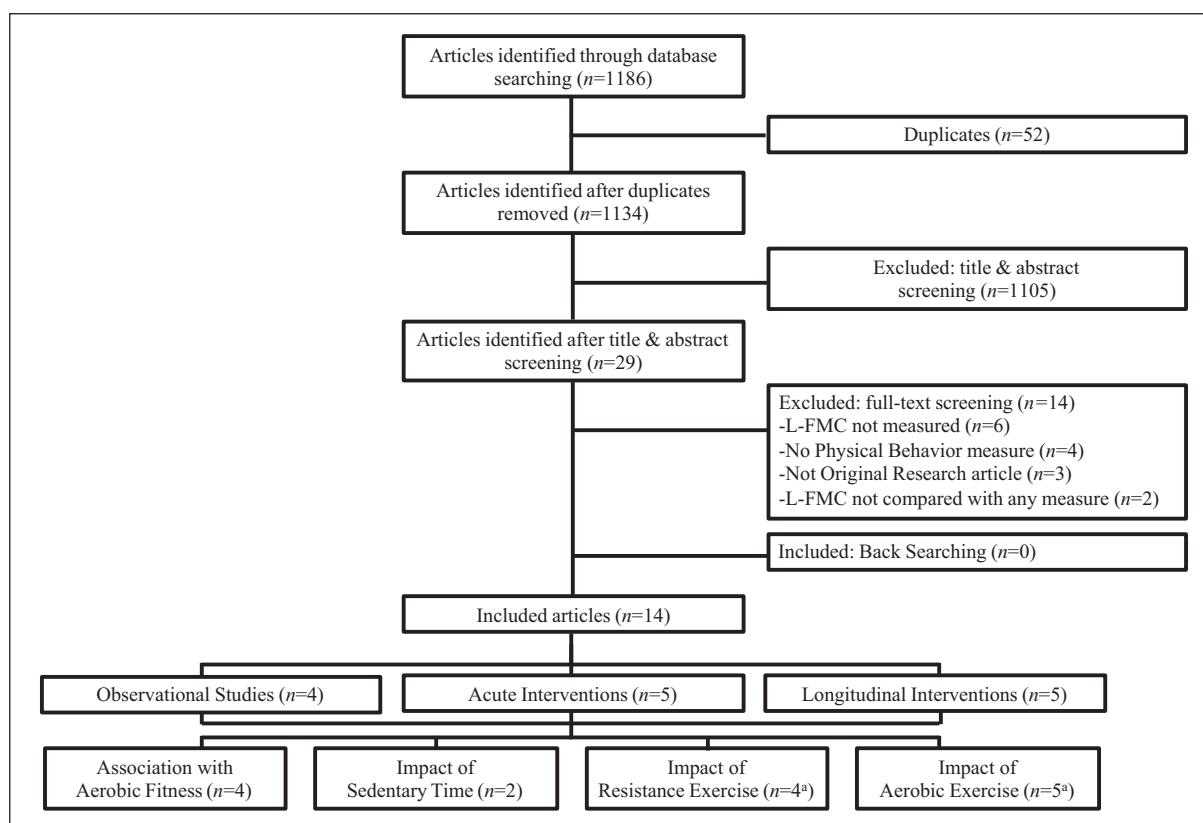 Articles identified through database
searching (n=1186)
Duplicates (n=52)
Articles identified after duplicates
removed (n=1134)
Excluded: title & abstract
screening (n=1105)
Articles identified after title & abstract
screening (n=29)
Excluded: full-text screening (n=14)
-L-FMC not measured (n=6)
-No Physical Behavior measure (n=4)
-Not Original Research article (n=3)
-L-FMC not compared with any measure (n=2)
Included: Back Searching (n=0)
Included articles (n=14)
Observational Studies (n=4)
Acute Interventions (n=5)
Longitudinal Interventions (n=5)
Association with
Aerobic Fitness (n=4)
Impact of
Sedentary Time (n=2)
Impact of
Resistance Exercise (n=4ᵃ)
Impact of
Aerobic Exercise (n=5ᵃ)